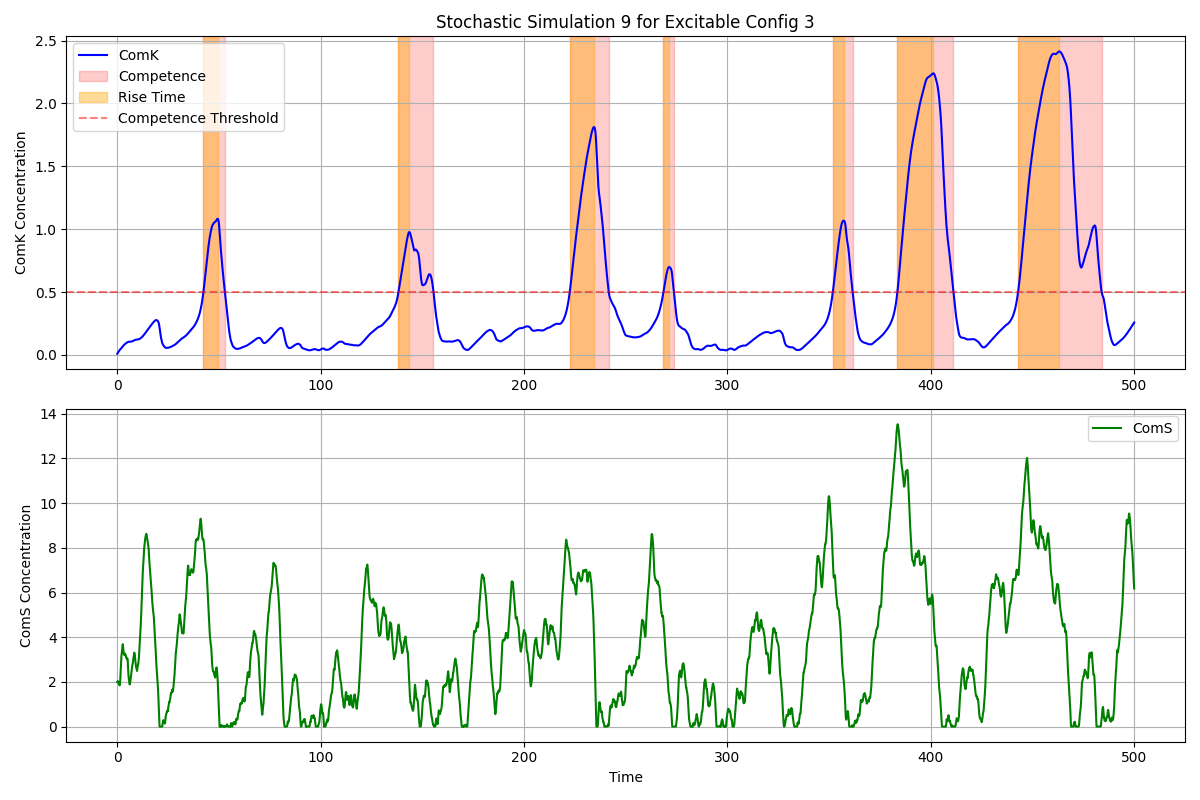 Stochastic Simulation 9 for Excitable Config 3
ComK Concentration
2.5
2.0
1.5
1.0
0.5
0.0
ComK
Competence
Rise Time
Competence Threshold
0 100 200 300 400 500
ComS Concentration
14
12
10
8
6
4
2
0
ComS
0 100 200 300 400 500
Time